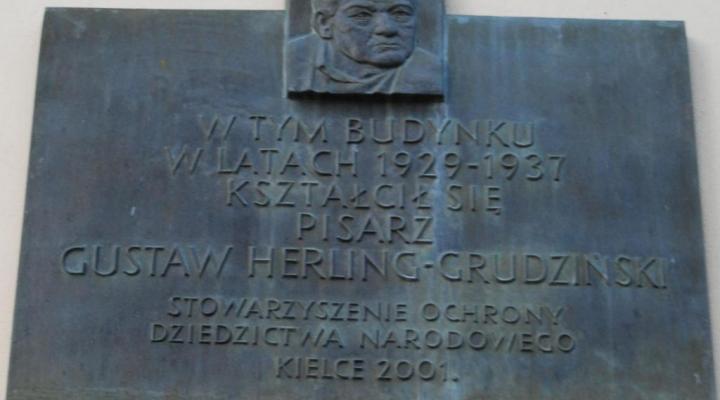 W TYM BUDYNKU
W LATACH 1929-1937
KSZTAŁCIŁ SIĘ
PISARZ
GUSTAW HERLING-GRUDZIŃSKI
STOWARZYSZENIE OCHRONY
DZIEDZICTWA NARODOWEGO
KIELCE 2001.